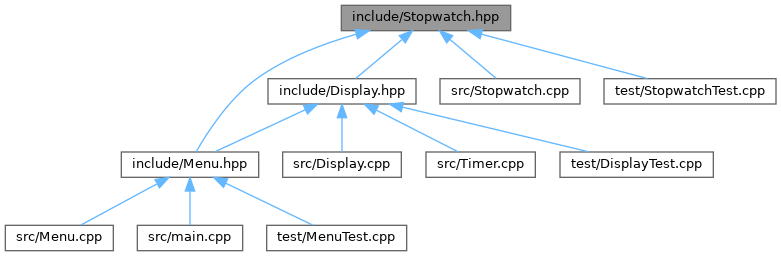 include/Stopwatch.hpp
include/Display.hpp
src/Stopwatch.cpp
test/StopwatchTest.cpp
include/Menu.hpp
src/Display.cpp
src/Timer.cpp
test/DisplayTest.cpp
src/Menu.cpp
src/main.cpp
test/MenuTest.cpp